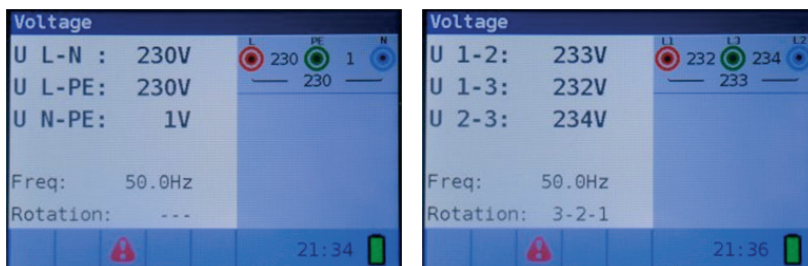 Voltage
L PE N
U L-N : 230V
230 1
U L-PE: 230V
230
U N-PE: 1V
Freq: 50.0Hz
Rotation: ---
21:34
Voltage
L1 L3 L2
U 1-2: 233V
232 234
U 1-3: 232V
233
U 2-3: 234V
Freq: 50.0Hz
Rotation: 3-2-1
21:36